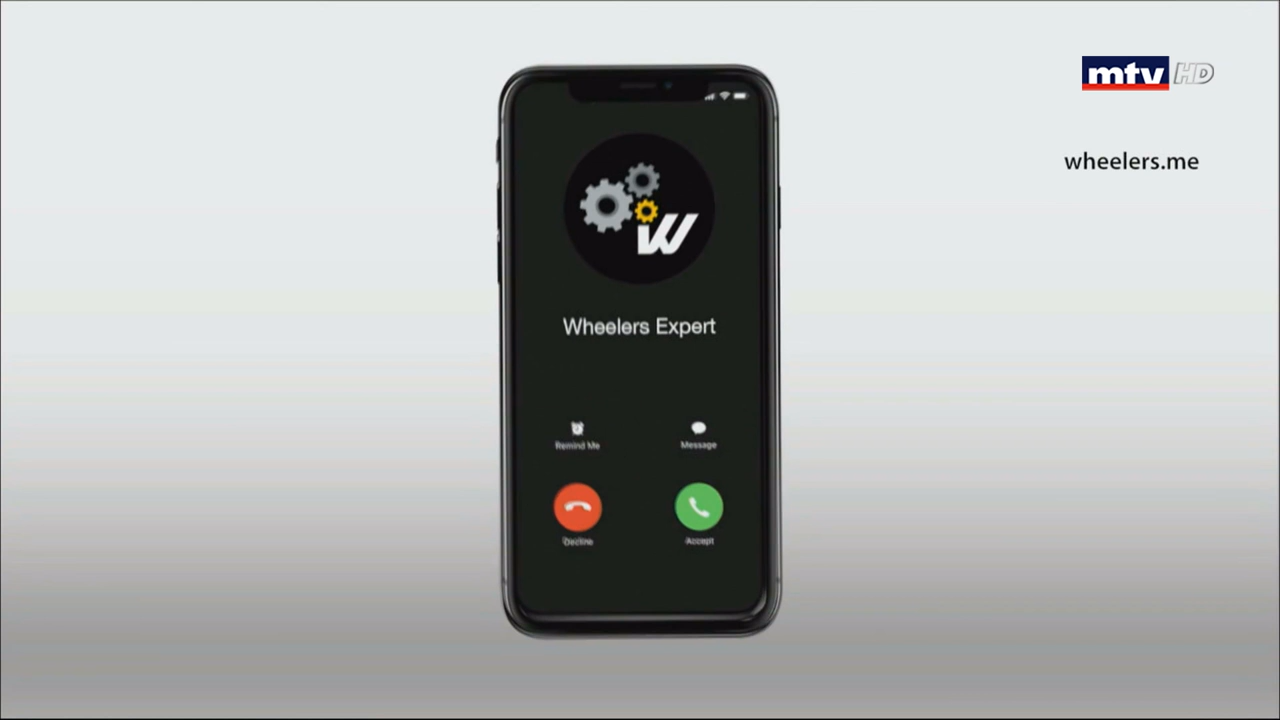 mtv HD
wheelers.me
W
Wheelers Expert
Remind Me
Message
Decline
Accept